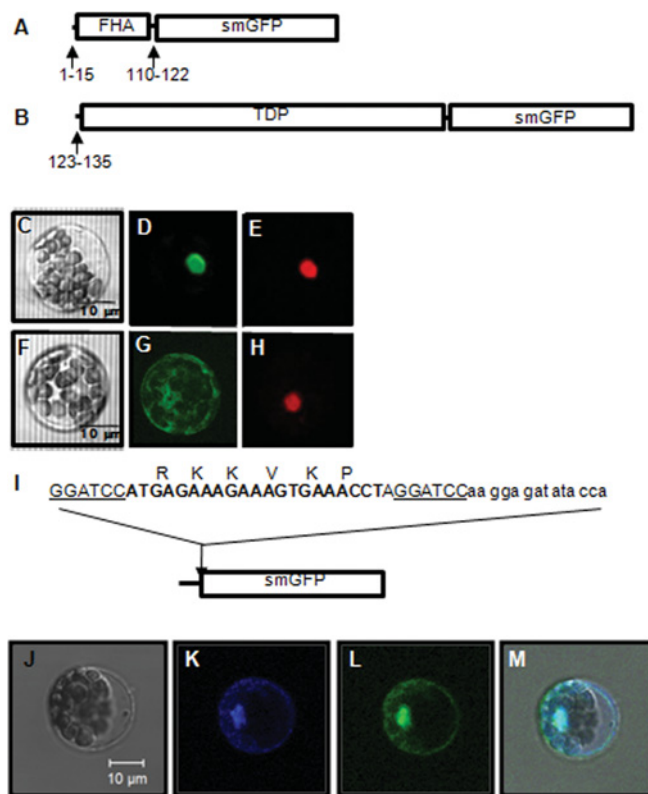 A FHA smGFP
1-15 110-122
B TDP smGFP
123-135
C D E
10 µm
F G H
10 µm
R K K V K P
I GGATCCATGAGAAAGAAAGTGAAACCTAGGATCCaa gga gat ata cca
smGFP
J K L M
10 µm